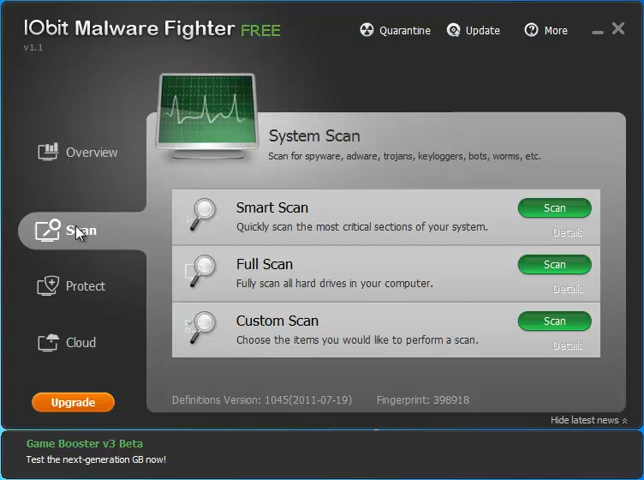 IObit Malware Fighter FREE
v1.1
Quarantine
Update
More
Overview
Scan
Protect
Cloud
Upgrade
System Scan
Scan for spyware, adware, trojans, keyloggers, bots, worms, etc.
Smart Scan
Quickly scan the most critical sections of your system.
Scan
Details
Full Scan
Fully scan all hard drives in your computer.
Scan
Details
Custom Scan
Choose the items you would like to perform a scan.
Scan
Details
Definitions Version: 1045(2011-07-19)
Fingerprint: 398918
Hide latest news
Game Booster v3 Beta
Test the next-generation GB now!